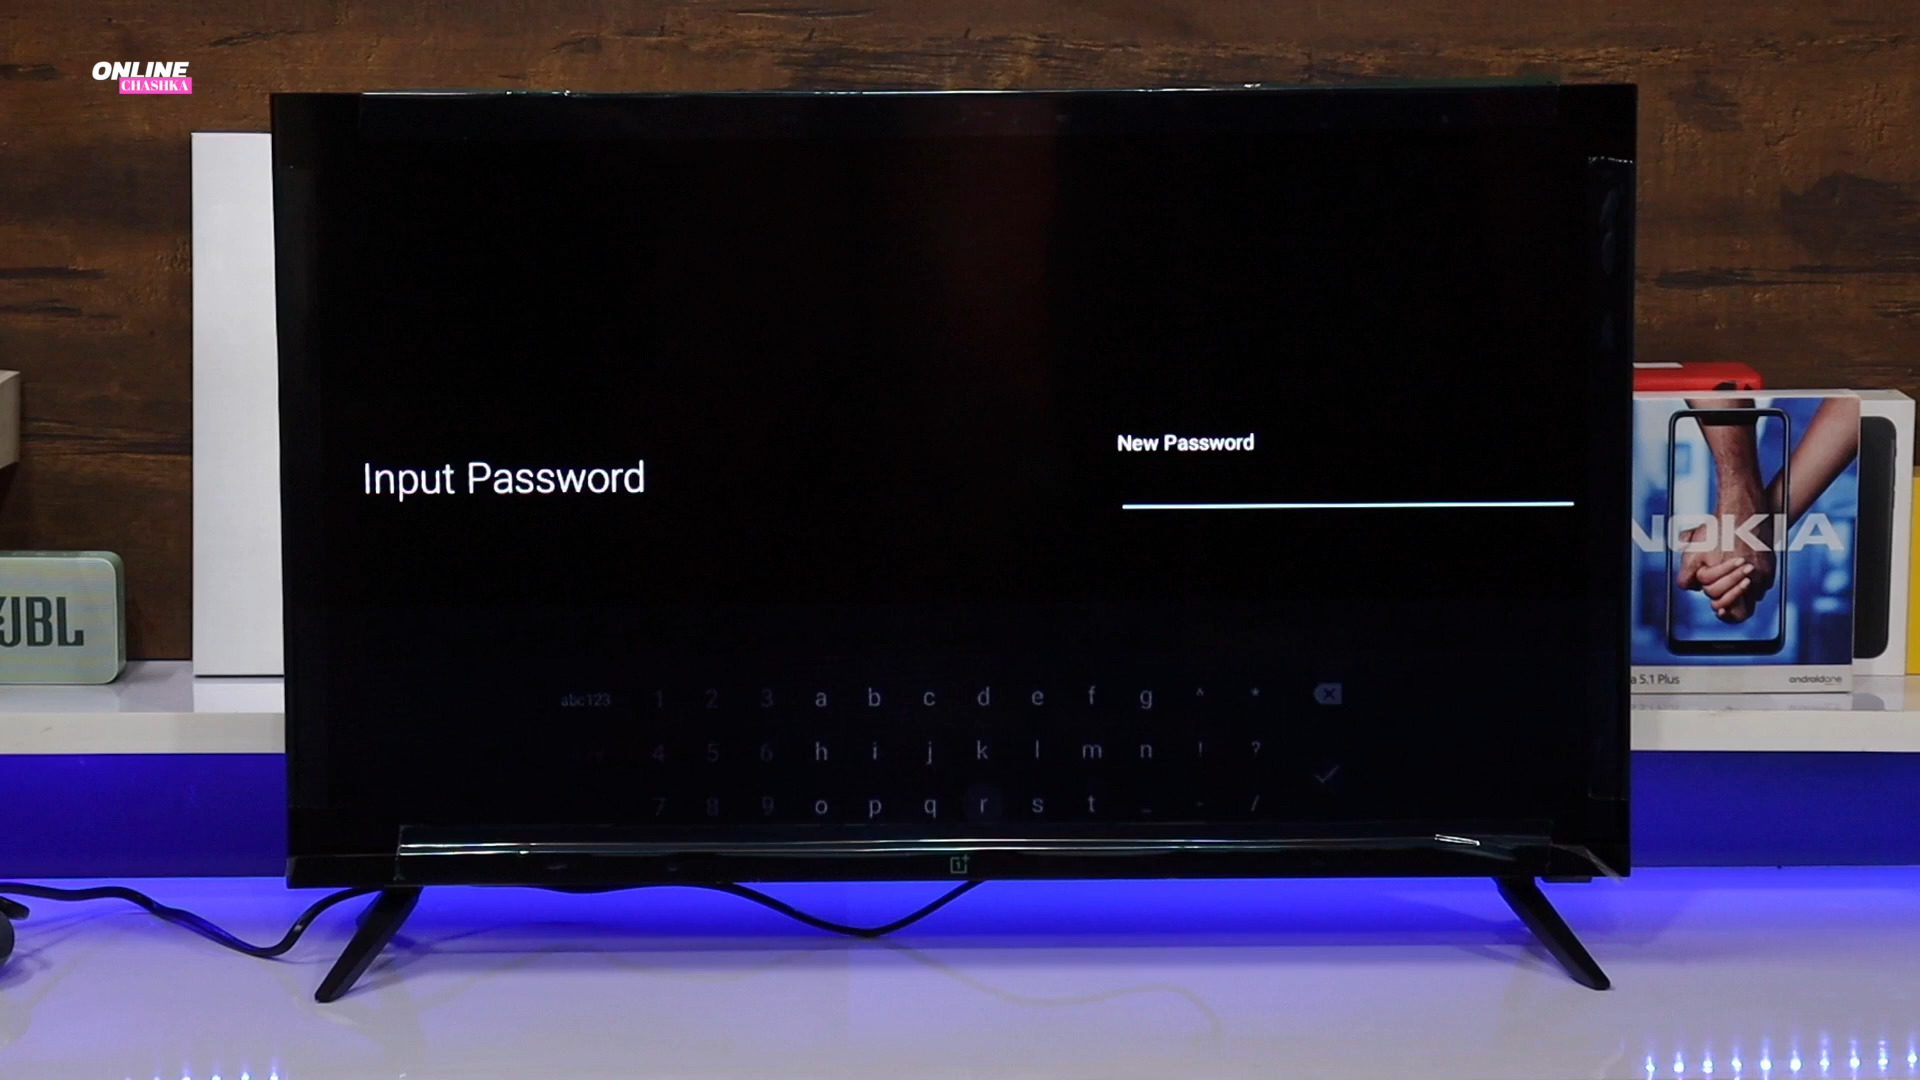 ONLINE
CHASHKA
Input Password
New Password
abc123 1 2 3 a b c d e f g ^ *
4 5 6 h i j k l m n ! ?
7 8 9 o p q r s t _ - /
JBL
NOKIA
5.1 Plus
androidone